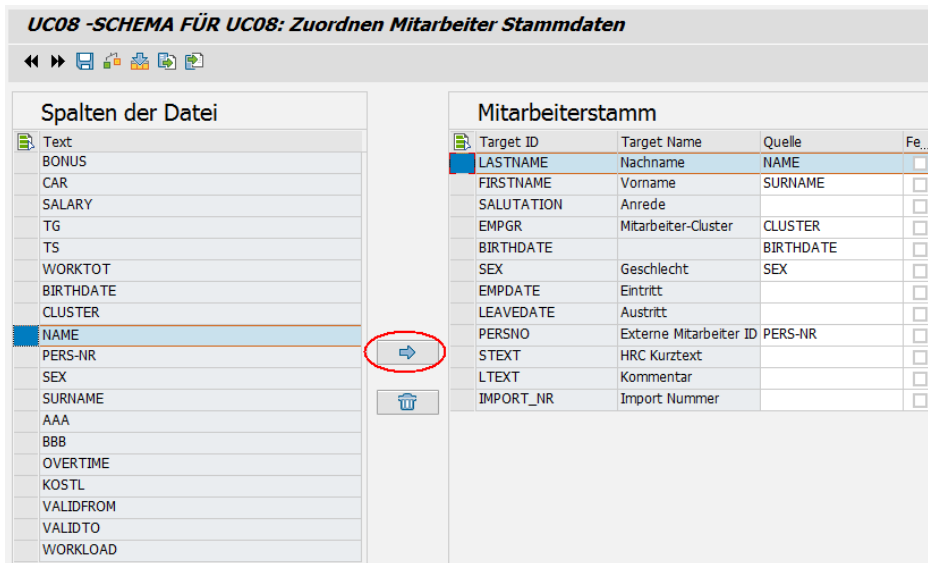 UC08 -SCHEMA FÜR UC08: Zuordnen Mitarbeiter Stammdaten
Spalten der Datei
Text
BONUS
CAR
SALARY
TG
TS
WORKTOT
BIRTHDATE
CLUSTER
NAME
PERS-NR
SEX
SURNAME
AAA
BBB
OVERTIME
KOSTL
VALIDFROM
VALIDTO
WORKLOAD
Mitarbeiterstamm
Target ID Target Name Quelle Fe...
LASTNAME Nachname NAME
FIRSTNAME Vorname SURNAME
SALUTATION Anrede
EMPGR Mitarbeiter-Cluster CLUSTER
BIRTHDATE BIRTHDATE
SEX Geschlecht SEX
EMPDATE Eintritt
LEAVEDATE Austritt
PERSNO Externe Mitarbeiter ID PERS-NR
STEXT HRC Kurztext
LTEXT Kommentar
IMPORT_NR Import Nummer